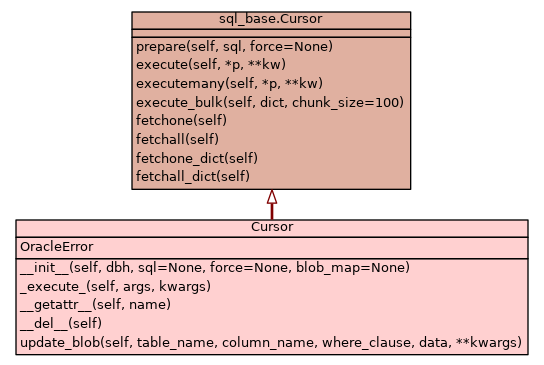 sql_base.Cursor
prepare(self, sql, force=None)
execute(self, *p, **kw)
executemany(self, *p, **kw)
execute_bulk(self, dict, chunk_size=100)
fetchone(self)
fetchall(self)
fetchone_dict(self)
fetchall_dict(self)
Cursor
OracleError
__init__(self, dbh, sql=None, force=None, blob_map=None)
_execute_(self, args, kwargs)
__getattr__(self, name)
__del__(self)
update_blob(self, table_name, column_name, where_clause, data, **kwargs)